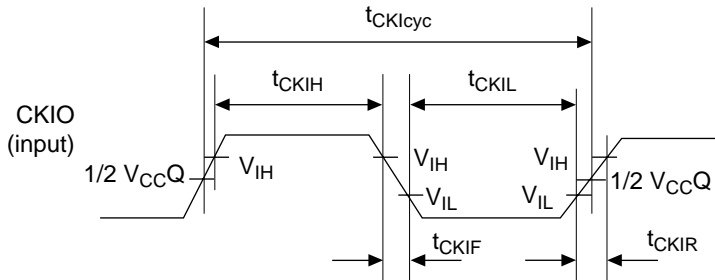 tCKIcyc
tCKIH
tCKIL
CKIO
(input)
1/2 VCCQ
VIH
VIH
VIL
VIH
VIL
1/2 VCCQ
tCKIF
tCKIR